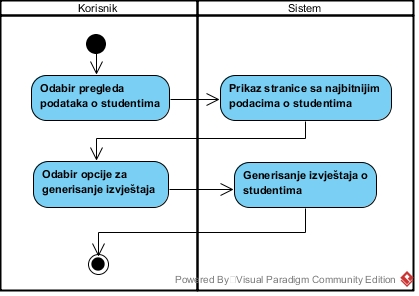 Korisnik
Sistem
Odabir pregleda
podataka o studentima
Prikaz stranice sa najbitnijim
podacima o studentima
Odabir opcije za
generisanje izvještaja
Generisanje izvještaja o
studentima
Powered By Visual Paradigm Community Edition